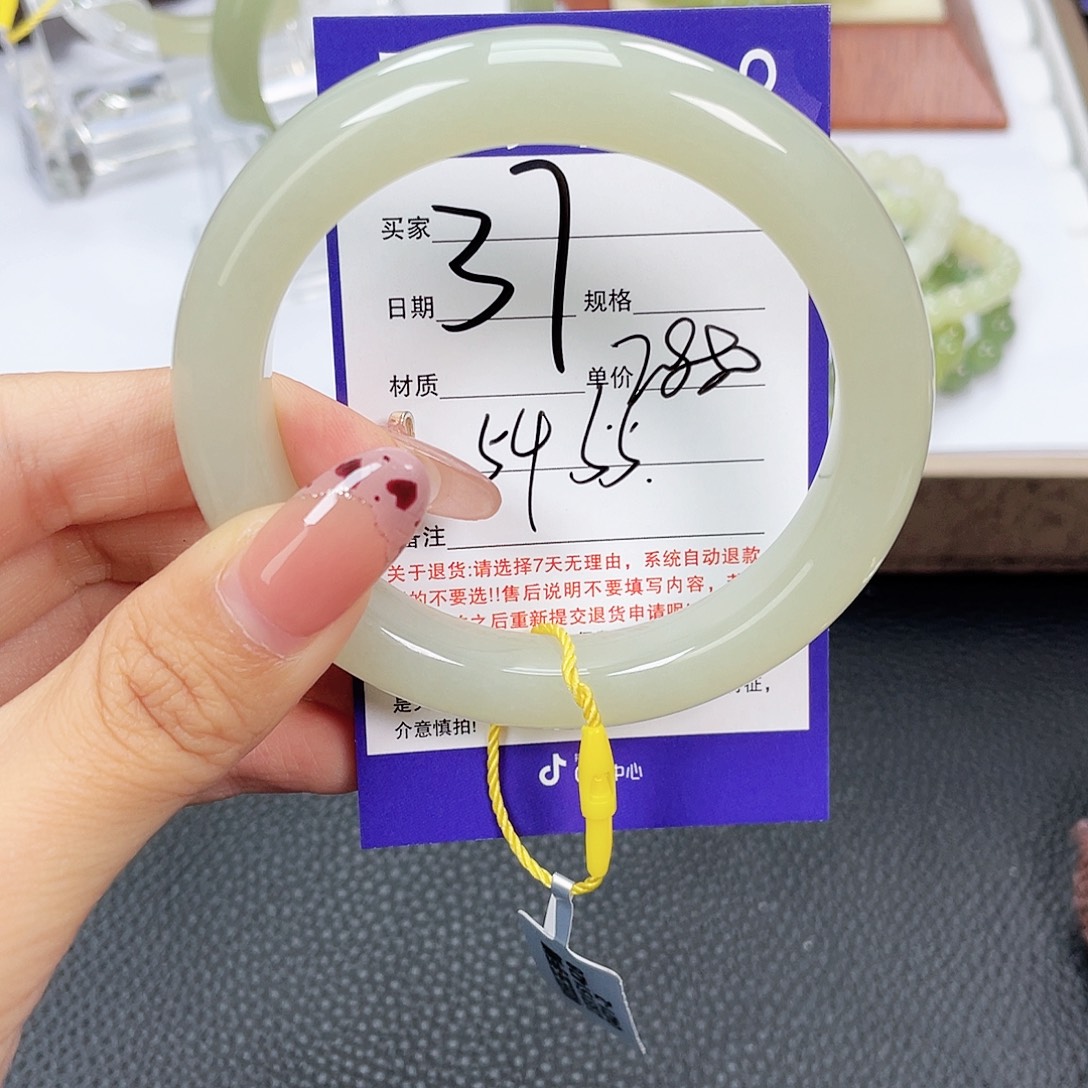 买家 37
日期 规格
材质 单价
54 55.
备注
关于退货:请选择7天无理由，系统自动退款
的不要选!!售后说明不要填写内容，
之后重新提交退货申请
介意慎拍!
中心